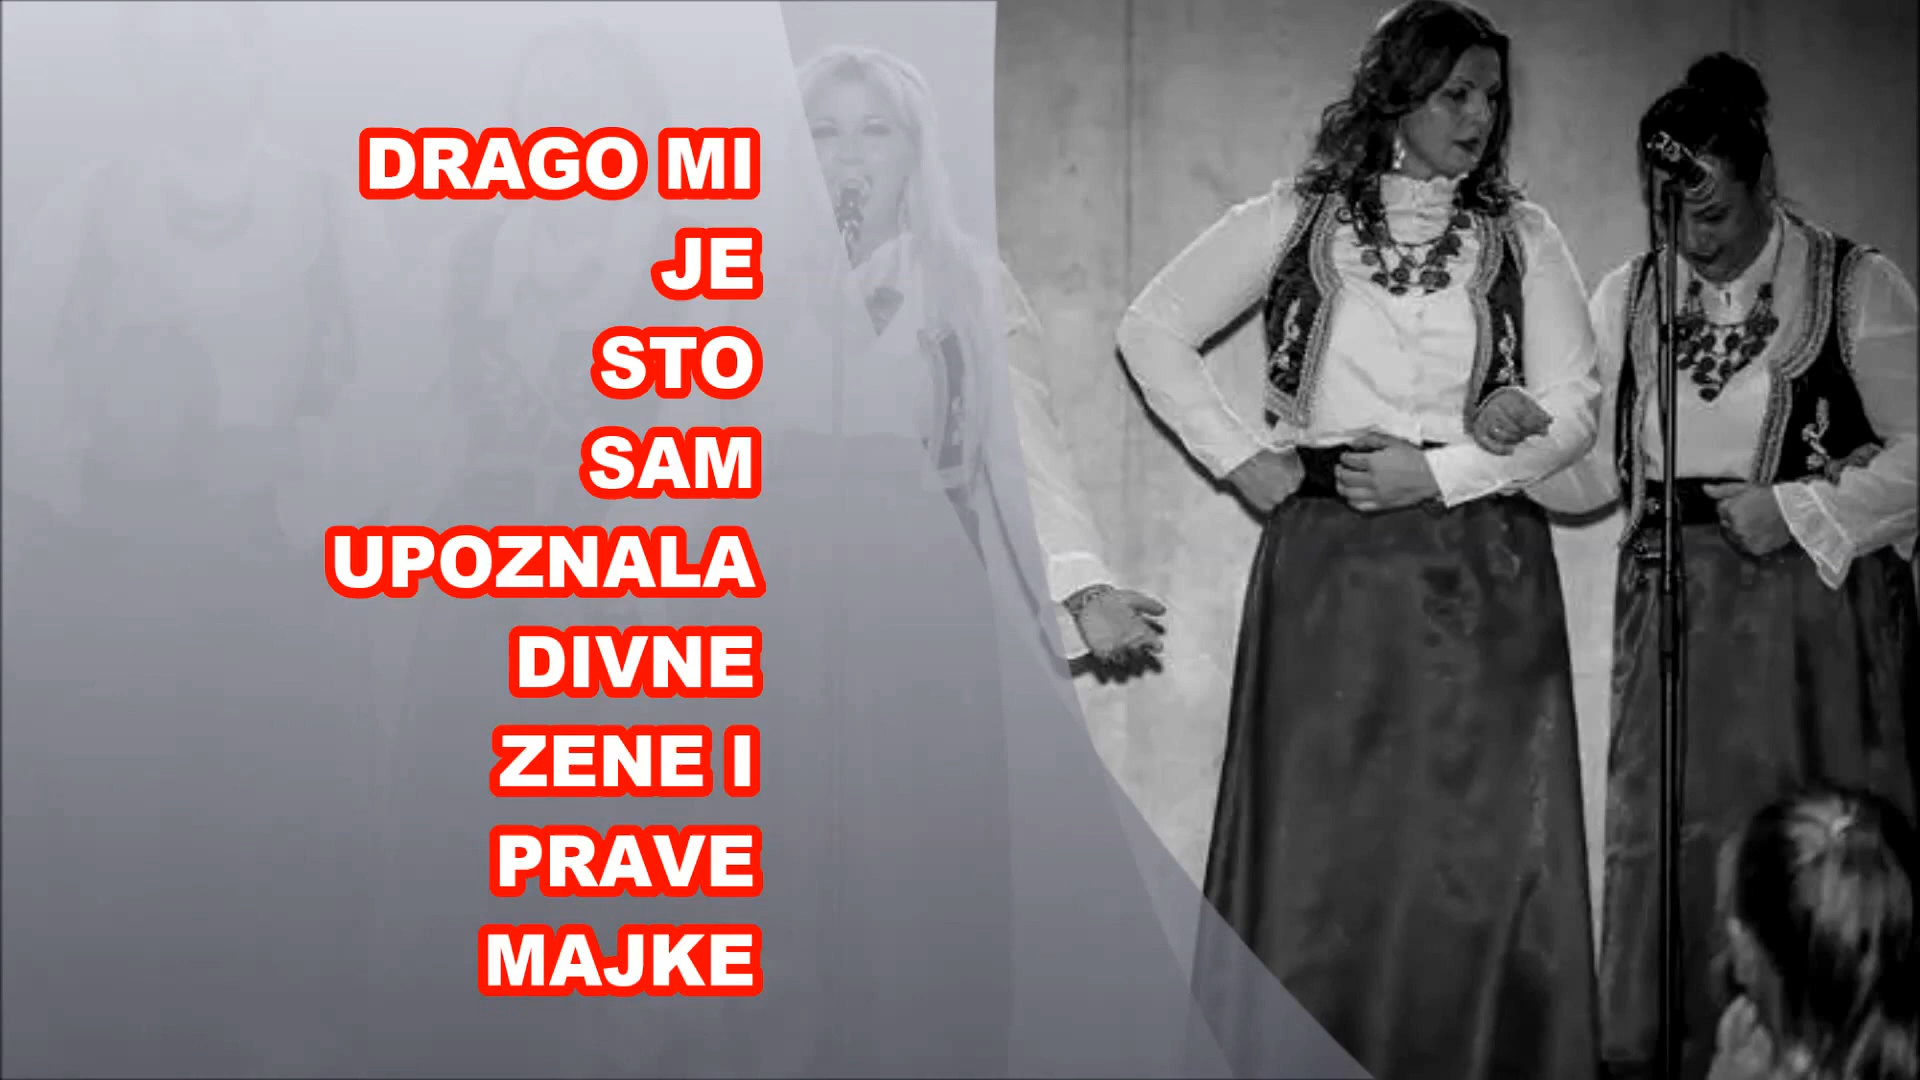 DRAGO MI
JE
STO
SAM
UPOZNALA
DIVNE
ZENE I
PRAVE
MAJKE